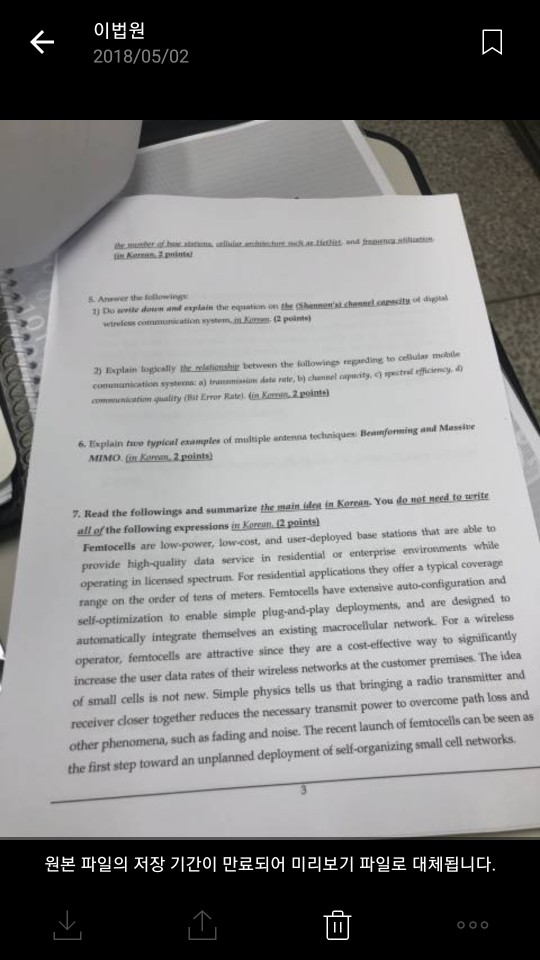 이법원
2018/05/02
the number of base stations, cellular architecture such as HetNet, and frequency utilization.
(in Korean, 2 points)
5. Answer the followings:
1) Do write down and explain the equation on the (Shannon's) channel capacity of digital
wireless communication system, in Korean. (2 points)
2) Explain logically the relationship between the followings regarding to cellular mobile
communication systems: a) transmission data rate, b) channel capacity, c) spectral efficiency, d)
communication quality (Bit Error Rate). (in Korean, 2 points)
6. Explain two typical examples of multiple antenna techniques: Beamforming and Massive
MIMO. (in Korean, 2 points)
7. Read the followings and summarize the main idea in Korean. You do not need to write
all of the following expressions in Korean. (2 points)
Femtocells are low-power, low-cost, and user-deployed base stations that are able to
provide high-quality data service in residential or enterprise environments while
operating in licensed spectrum. For residential applications they offer a typical coverage
range on the order of tens of meters. Femtocells have extensive auto-configuration and
self-optimization to enable simple plug-and-play deployments, and are designed to
automatically integrate themselves an existing macrocellular network. For a wireless
operator, femtocells are attractive since they are a cost-effective way to significantly
increase the user data rates of their wireless networks at the customer premises. The idea
of small cells is not new. Simple physics tells us that bringing a radio transmitter and
receiver closer together reduces the necessary transmit power to overcome path loss and
other phenomena, such as fading and noise. The recent launch of femtocells can be seen as
the first step toward an unplanned deployment of self-organizing small cell networks.
3
원본 파일의 저장 기간이 만료되어 미리보기 파일로 대체됩니다.